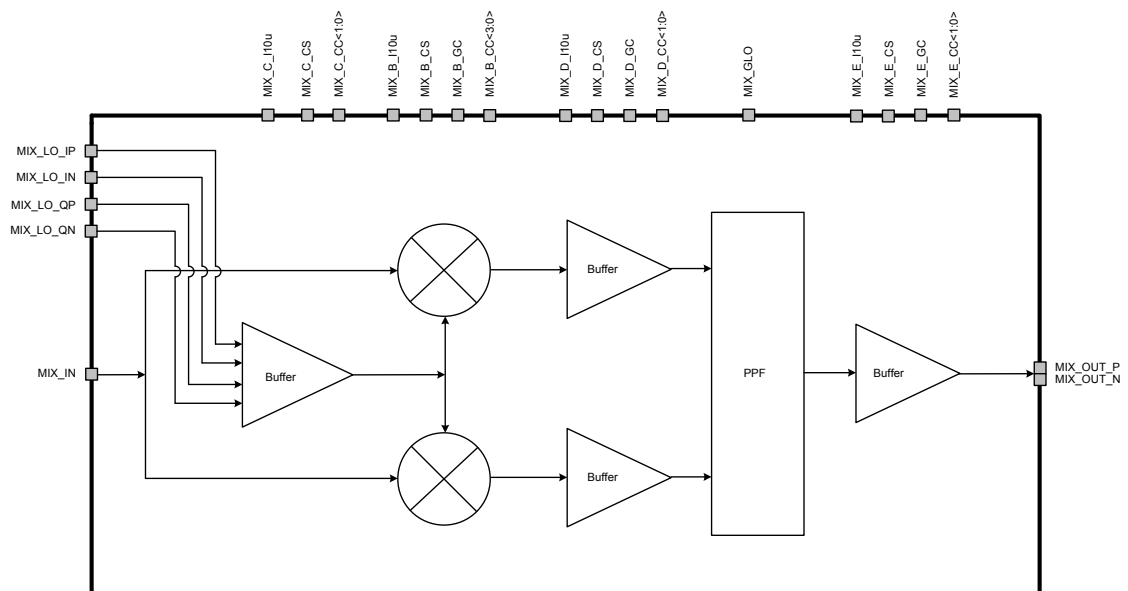 MIX_C_I10u
MIX_C_CS
MIX_C_CC<1:0>
MIX_B_I10u
MIX_B_CS
MIX_B_GC
MIX_B_CC<3:0>
MIX_D_I10u
MIX_D_CS
MIX_D_GC
MIX_D_CC<1:0>
MIX_GLO
MIX_E_I10u
MIX_E_CS
MIX_E_GC
MIX_E_CC<1:0>
MIX_LO_IP
MIX_LO_IN
MIX_LO_QP
MIX_LO_QN
Buffer
MIX_IN
Buffer
PPF
Buffer
MIX_OUT_P
MIX_OUT_N
Buffer